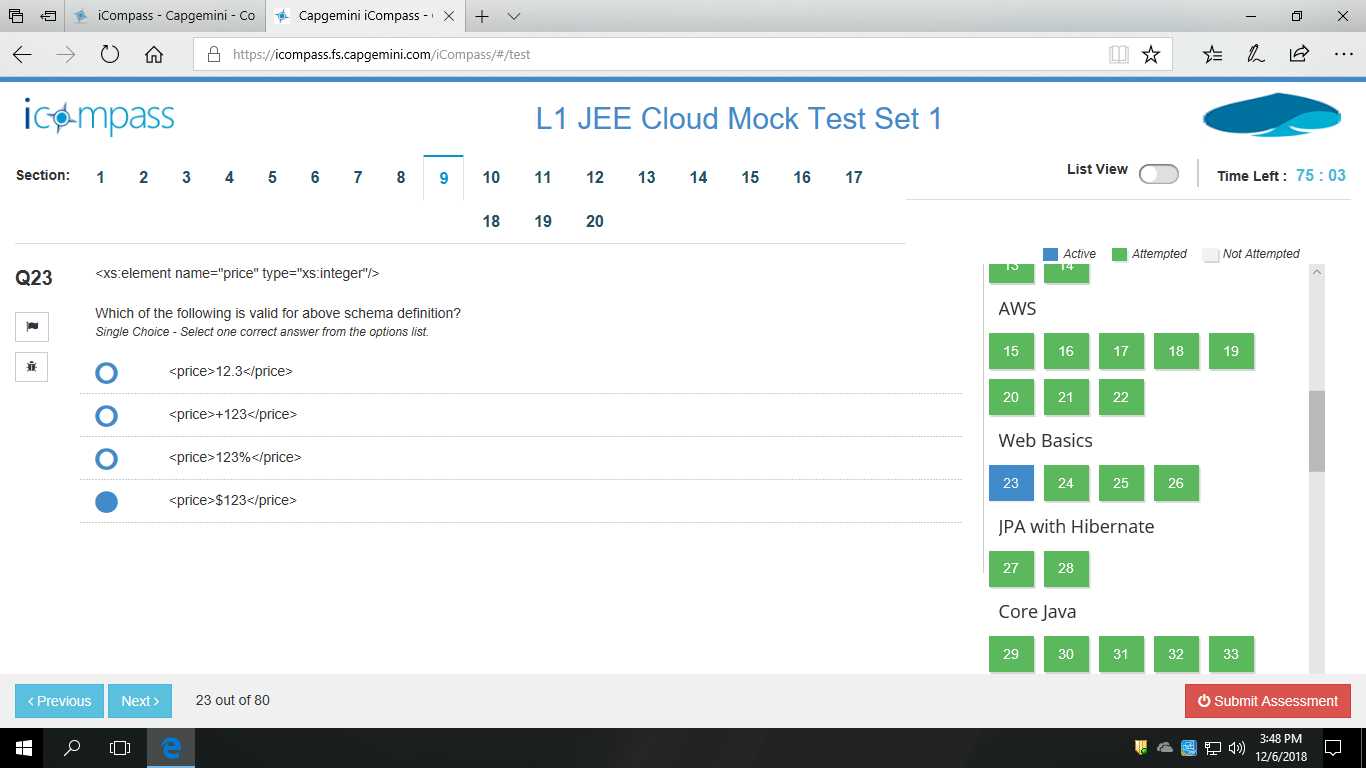 iCompass - Capgemini - Co
Capgemini iCompass -
https://icompass.fs.capgemini.com/iCompass/#/test
icompass
L1 JEE Cloud Mock Test Set 1
Section: 1 2 3 4 5 6 7 8 9 10 11 12 13 14 15 16 17
18 19 20
List View
Time Left : 75 : 03
Active Attempted Not Attempted
Q23
<xs:element name="price" type="xs:integer"/>
Which of the following is valid for above schema definition?
Single Choice - Select one correct answer from the options list.
<price>12.3</price>
<price>+123</price>
<price>123%</price>
<price>$123</price>
13 14
AWS
15 16 17 18 19
20 21 22
Web Basics
23 24 25 26
JPA with Hibernate
27 28
Core Java
29 30 31 32 33
< Previous Next > 23 out of 80 Submit Assessment
3:48 PM
12/6/2018